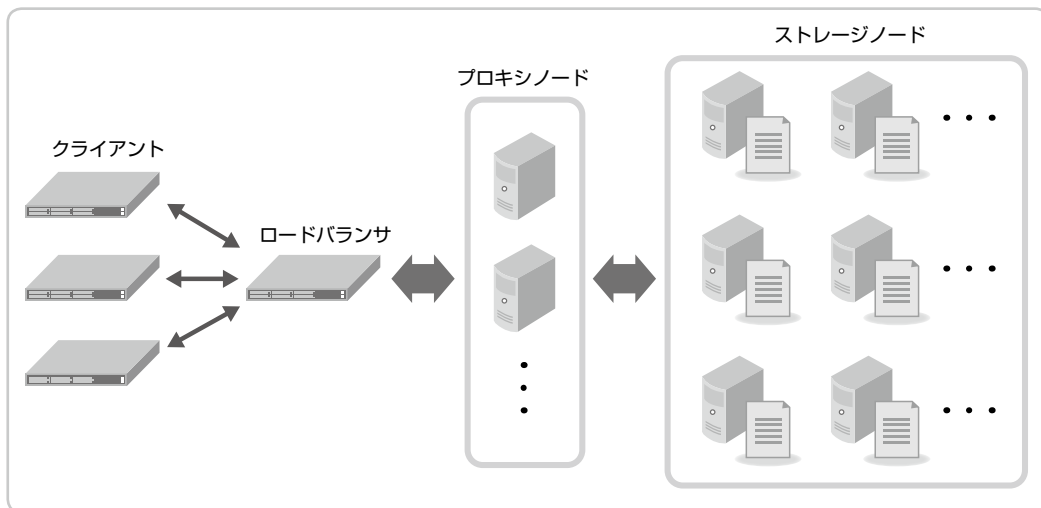 クライアント
ロードバランサ
プロキシノード
ストレージノード